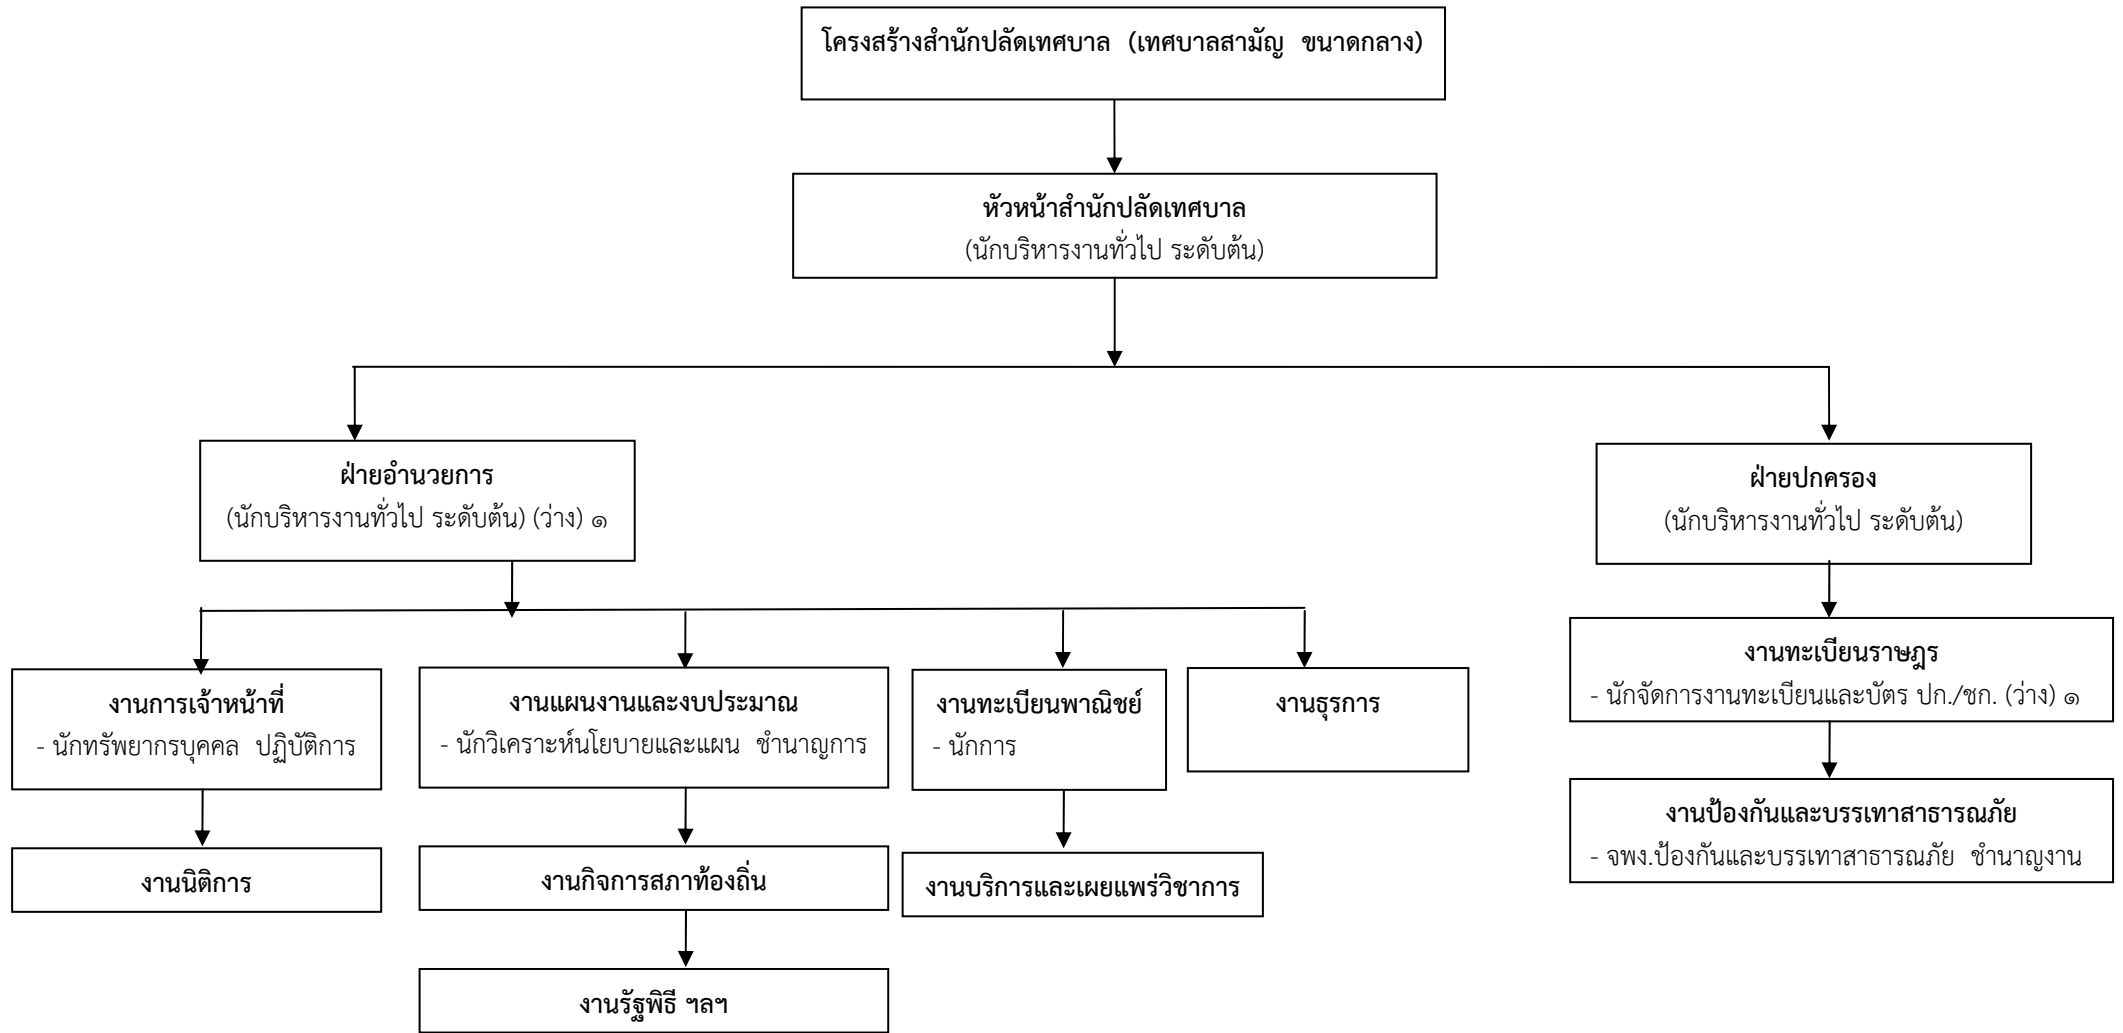 โครงสร้างสำนักปลัดเทศบาล (เทศบาลสามัญ ขนาดกลาง)
หัวหน้าสำนักปลัดเทศบาล
(นักบริหารงานทั่วไป ระดับต้น)
ฝ่ายอำนวยการ
(นักบริหารงานทั่วไป ระดับต้น) (ว่าง) ๑
ฝ่ายปกครอง
(นักบริหารงานทั่วไป ระดับต้น)
งานการเจ้าหน้าที่
- นักทรัพยากรบุคคล ปฏิบัติการ
งานแผนงานและงบประมาณ
- นักวิเคราะห์นโยบายและแผน ชำนาญการ
งานทะเบียนพาณิชย์
- นักการ
งานธุรการ
งานทะเบียนราษฎร
- นักจัดการงานทะเบียนและบัตร ปก./ชก. (ว่าง) ๑
งานนิติการ
งานกิจการสภาท้องถิ่น
งานบริการและเผยแพร่วิชาการ
งานป้องกันและบรรเทาสาธารณภัย
- จพง.ป้องกันและบรรเทาสาธารณภัย ชำนาญงาน
งานรัฐพิธี ฯลฯ